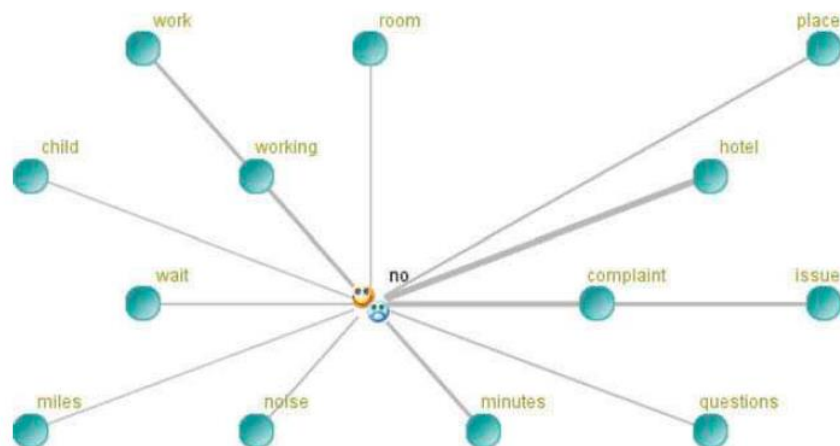 work
room
place
child
working
hotel
wait
no
complaint
issue
miles
noise
minutes
questions